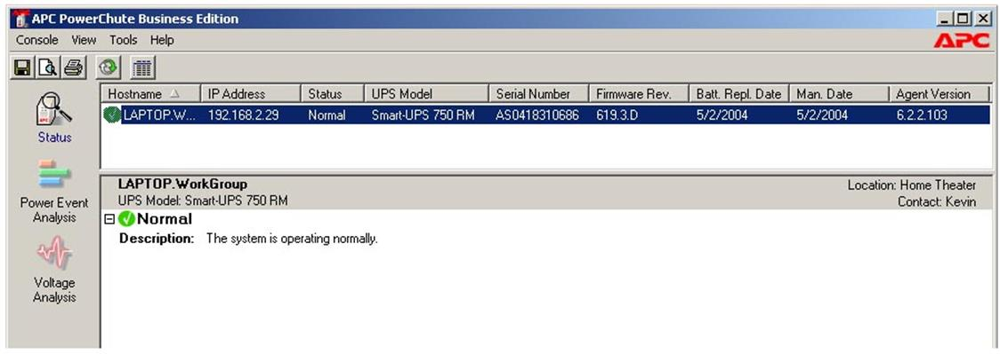 APC PowerChute Business Edition
Console View Tools Help
APC
Hostname IP Address Status UPS Model Serial Number Firmware Rev. Batt. Repl. Date Man. Date Agent Version
LAPTOP.W... 192.168.2.29 Normal Smart-UPS 750 RM AS0418310686 619.3.D 5/2/2004 5/2/2004 6.2.2.103
Status
Power Event
Analysis
Voltage
Analysis
LAPTOP.WorkGroup Location: Home Theater
UPS Model: Smart-UPS 750 RM Contact: Kevin
Normal
Description: The system is operating normally.